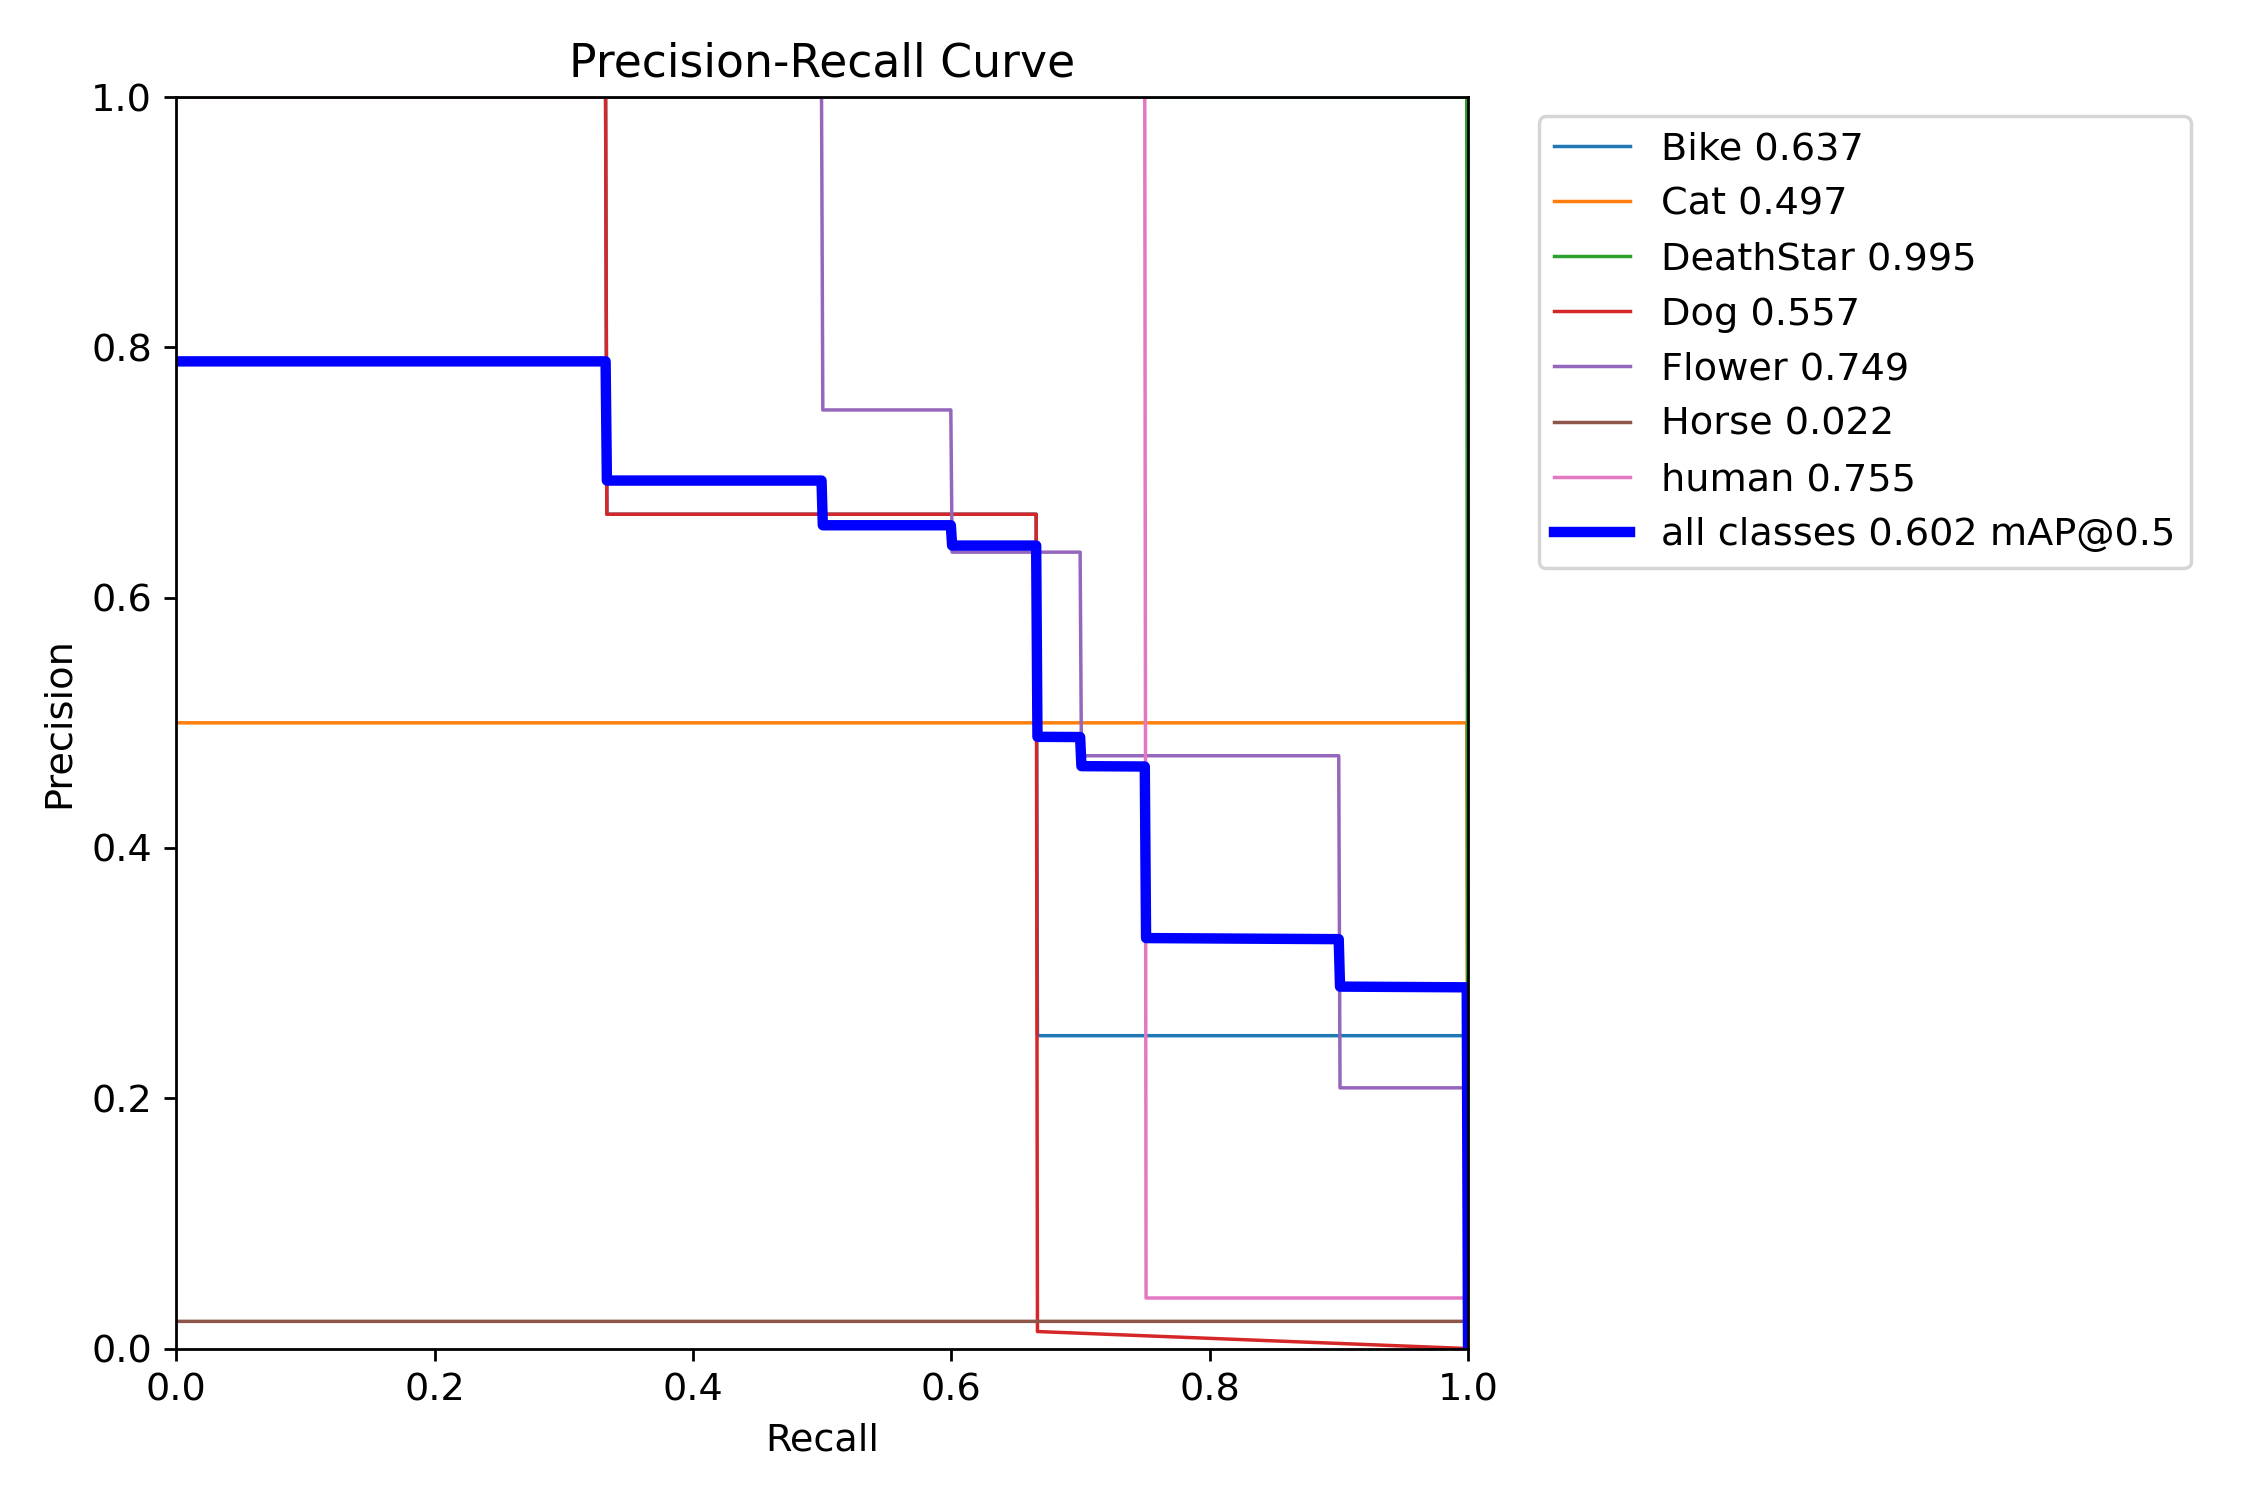 Precision-Recall Curve
1.0
0.8
0.6
0.4
0.2
0.0
Precision
0.0 0.2 0.4 0.6 0.8 1.0
Recall
Bike 0.637
Cat 0.497
DeathStar 0.995
Dog 0.557
Flower 0.749
Horse 0.022
human 0.755
all classes 0.602 mAP@0.5